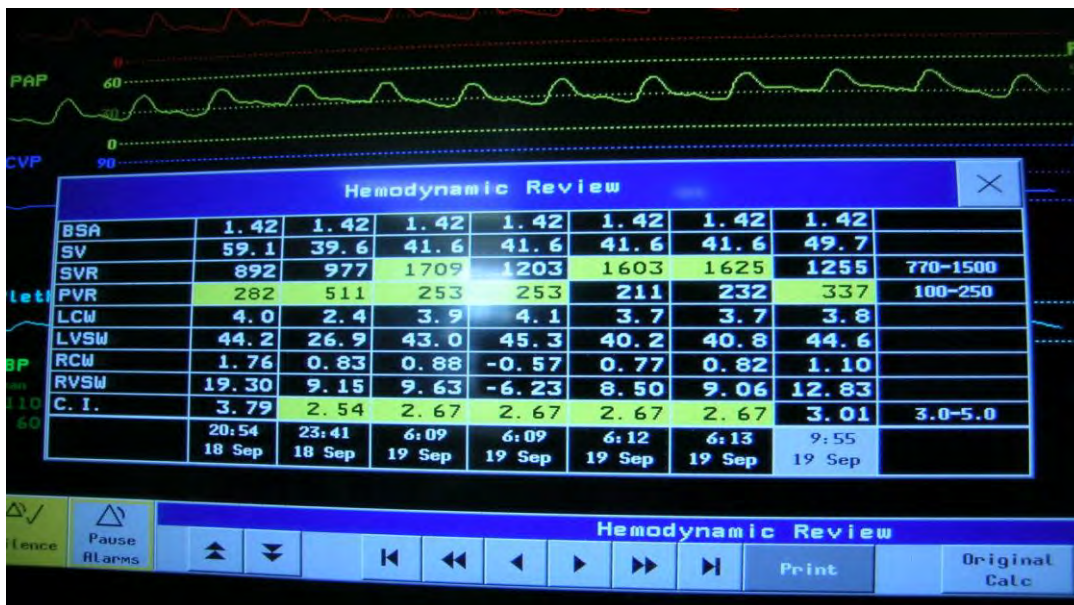 0
PAP
60
30
0
CVP
90
Hemodynamic Review
BSA 1.42 1.42 1.42 1.42 1.42 1.42 1.42
SV 59.1 39.6 41.6 41.6 41.6 41.6 49.7
SVR 892 977 1709 1203 1603 1625 1255 770-1500
PVR 282 511 253 253 211 232 337 100-250
LCW 4.0 2.4 3.9 4.1 3.7 3.7 3.8
LVSW 44.2 26.9 43.0 45.3 40.2 40.8 44.6
RCW 1.76 0.83 0.88 -0.57 0.77 0.82 1.10
RVSW 19.30 9.15 9.63 -6.23 8.50 9.06 12.83
C.I. 3.79 2.54 2.67 2.67 2.67 2.67 3.01 3.0-5.0
20:54 23:41 6:09 6:09 6:12 6:13 9:55
18 Sep 18 Sep 19 Sep 19 Sep 19 Sep 19 Sep 19 Sep
BP
110
60
Hemodynamic Review
Pause
Alarms
Print
Original
Calc